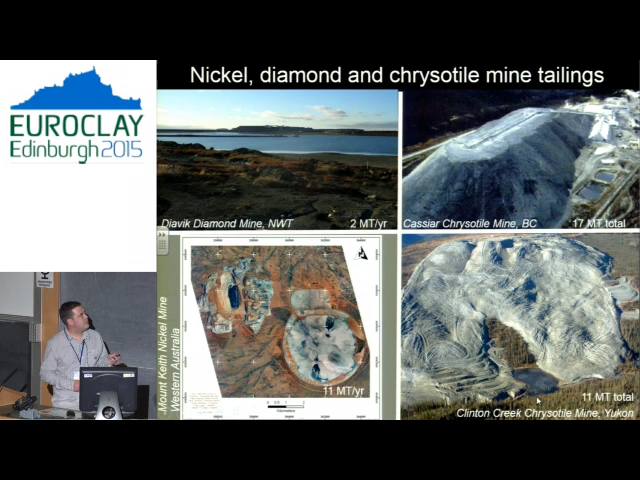 Nickel, diamond and chrysotile mine tailings
EUROCLAY
Edinburgh2015
Diavik Diamond Mine, NWT
2 MT/yr
Cassiar Chrysotile Mine, BC
17 MT total
Mount Keith Nickel Mine
Western Australia
11 MT/yr
11 MT total
Clinton Creek Chrysotile Mine, Yukon